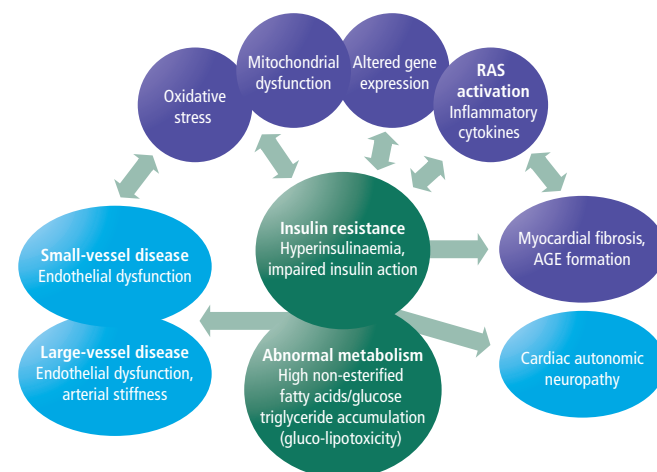 Oxidative
stress
Mitochondrial
dysfunction
Altered gene
expression
RAS
activation
Inflammatory
cytokines
Small-vessel disease
Endothelial dysfunction
Insulin resistance
Hyperinsulinaemia,
impaired insulin action
Myocardial fibrosis,
AGE formation
Large-vessel disease
Endothelial dysfunction,
arterial stiffness
Abnormal metabolism
High non-esterified
fatty acids/glucose
triglyceride accumulation
(gluco-lipotoxicity)
Cardiac autonomic
neuropathy